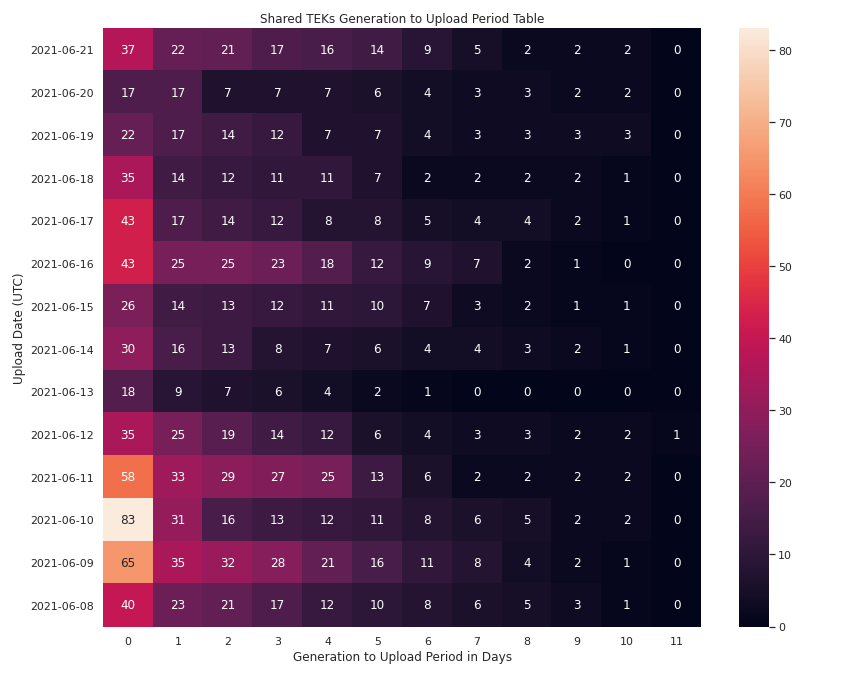 Shared TEKs Generation to Upload Period Table
Upload Date (UTC)
2021-06-21 37 22 21 17 16 14 9 5 2 2 2 0
2021-06-20 17 17 7 7 7 6 4 3 3 2 2 0
2021-06-19 22 17 14 12 7 7 4 3 3 3 3 0
2021-06-18 35 14 12 11 11 7 2 2 2 2 1 0
2021-06-17 43 17 14 12 8 8 5 4 4 2 1 0
2021-06-16 43 25 25 23 18 12 9 7 2 1 0 0
2021-06-15 26 14 13 12 11 10 7 3 2 1 1 0
2021-06-14 30 16 13 8 7 6 4 4 3 2 1 0
2021-06-13 18 9 7 6 4 2 1 0 0 0 0 0
2021-06-12 35 25 19 14 12 6 4 3 3 2 2 1
2021-06-11 58 33 29 27 25 13 6 2 2 2 2 0
2021-06-10 83 31 16 13 12 11 8 6 5 2 2 0
2021-06-09 65 35 32 28 21 16 11 8 4 2 1 0
2021-06-08 40 23 21 17 12 10 8 6 5 3 1 0
0 1 2 3 4 5 6 7 8 9 10 11
Generation to Upload Period in Days
80
70
60
50
40
30
20
10
0